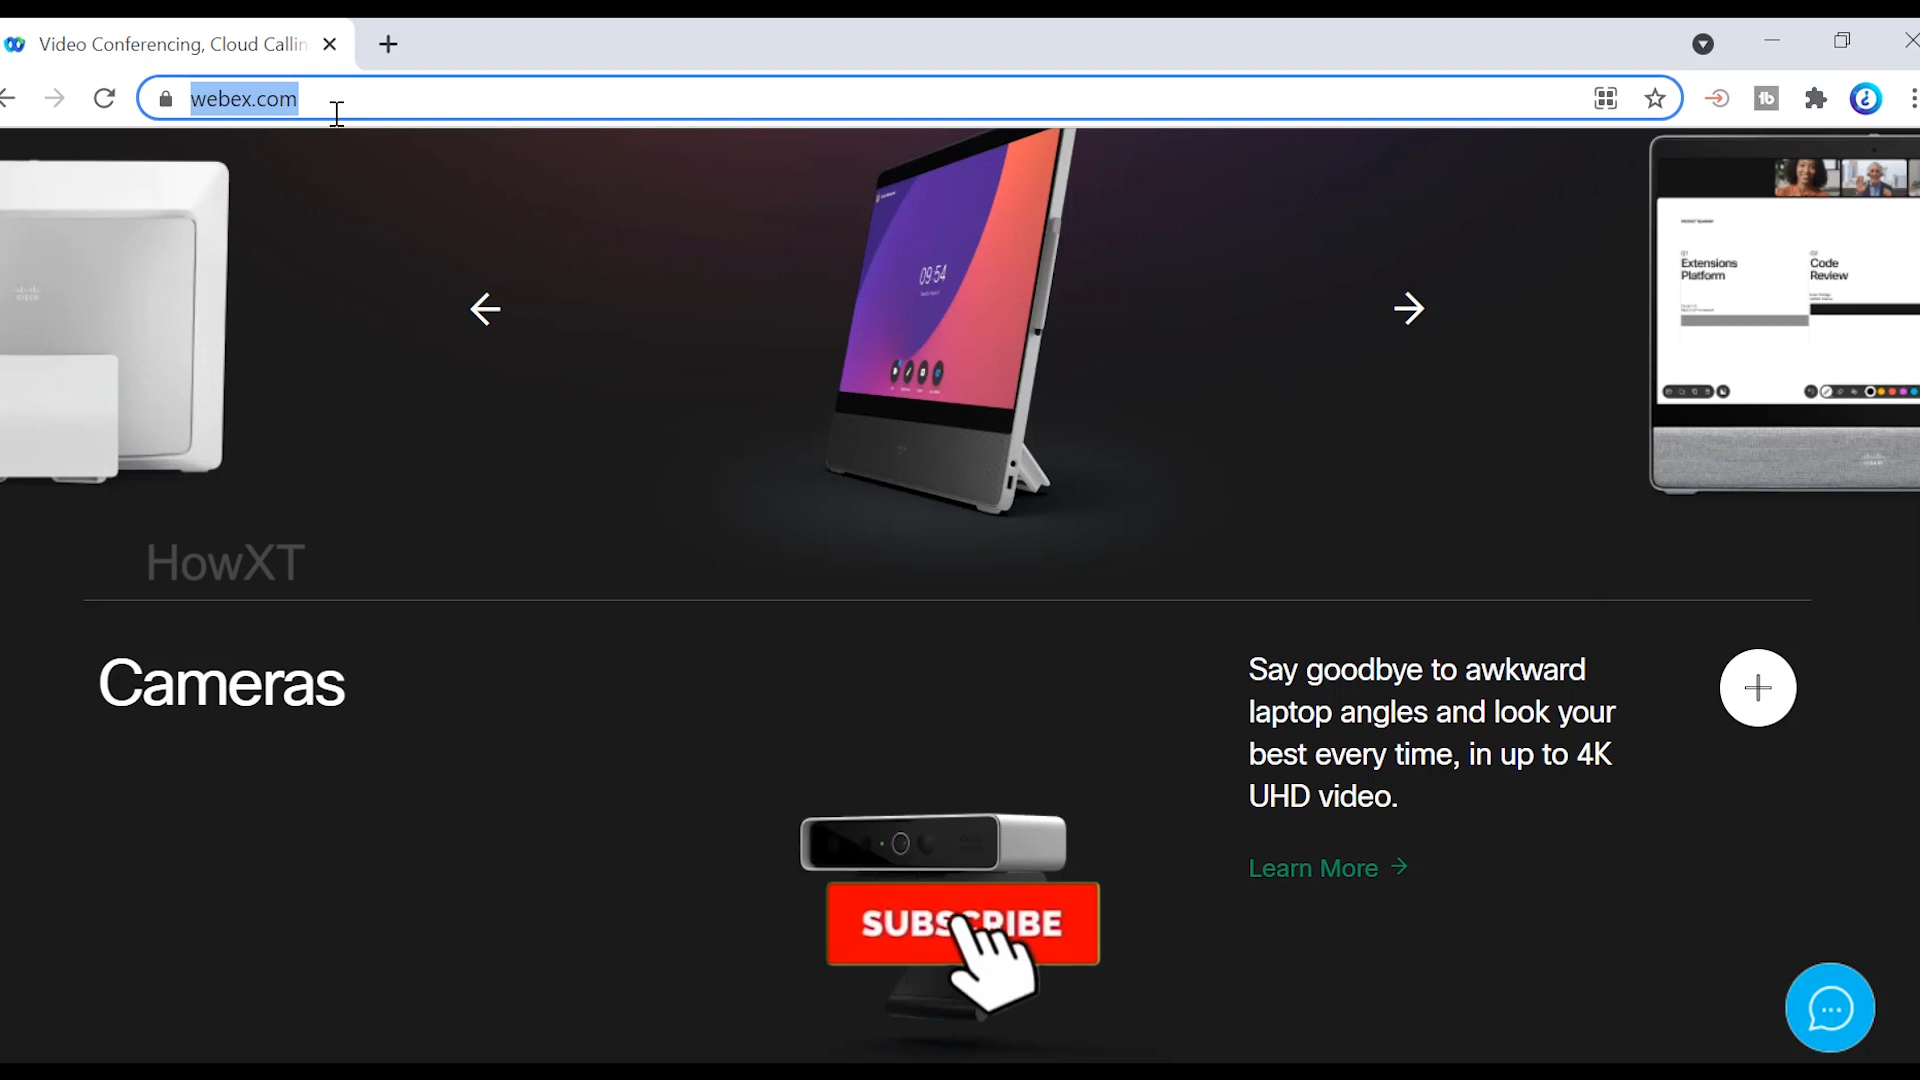 Video Conferencing, Cloud Callin
webex.com
09:54
Extensions
Platform
Code
Review
HowXT
Cameras
Say goodbye to awkward
laptop angles and look your
best every time, in up to 4K
UHD video.
Learn More
SUBSCRIBE